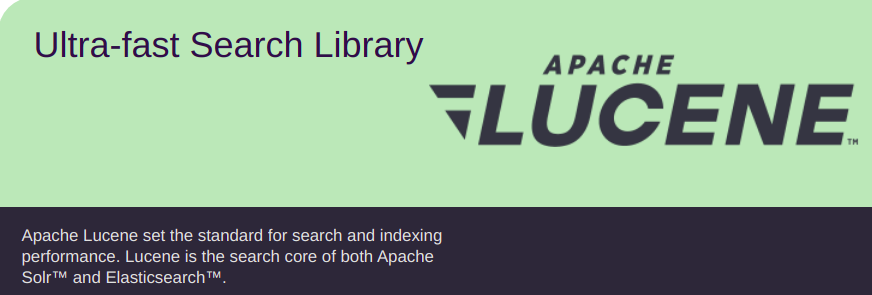 Ultra-fast Search Library
APACHE
LUCENE™
Apache Lucene set the standard for search and indexing
performance. Lucene is the search core of both Apache
Solr™ and Elasticsearch™.